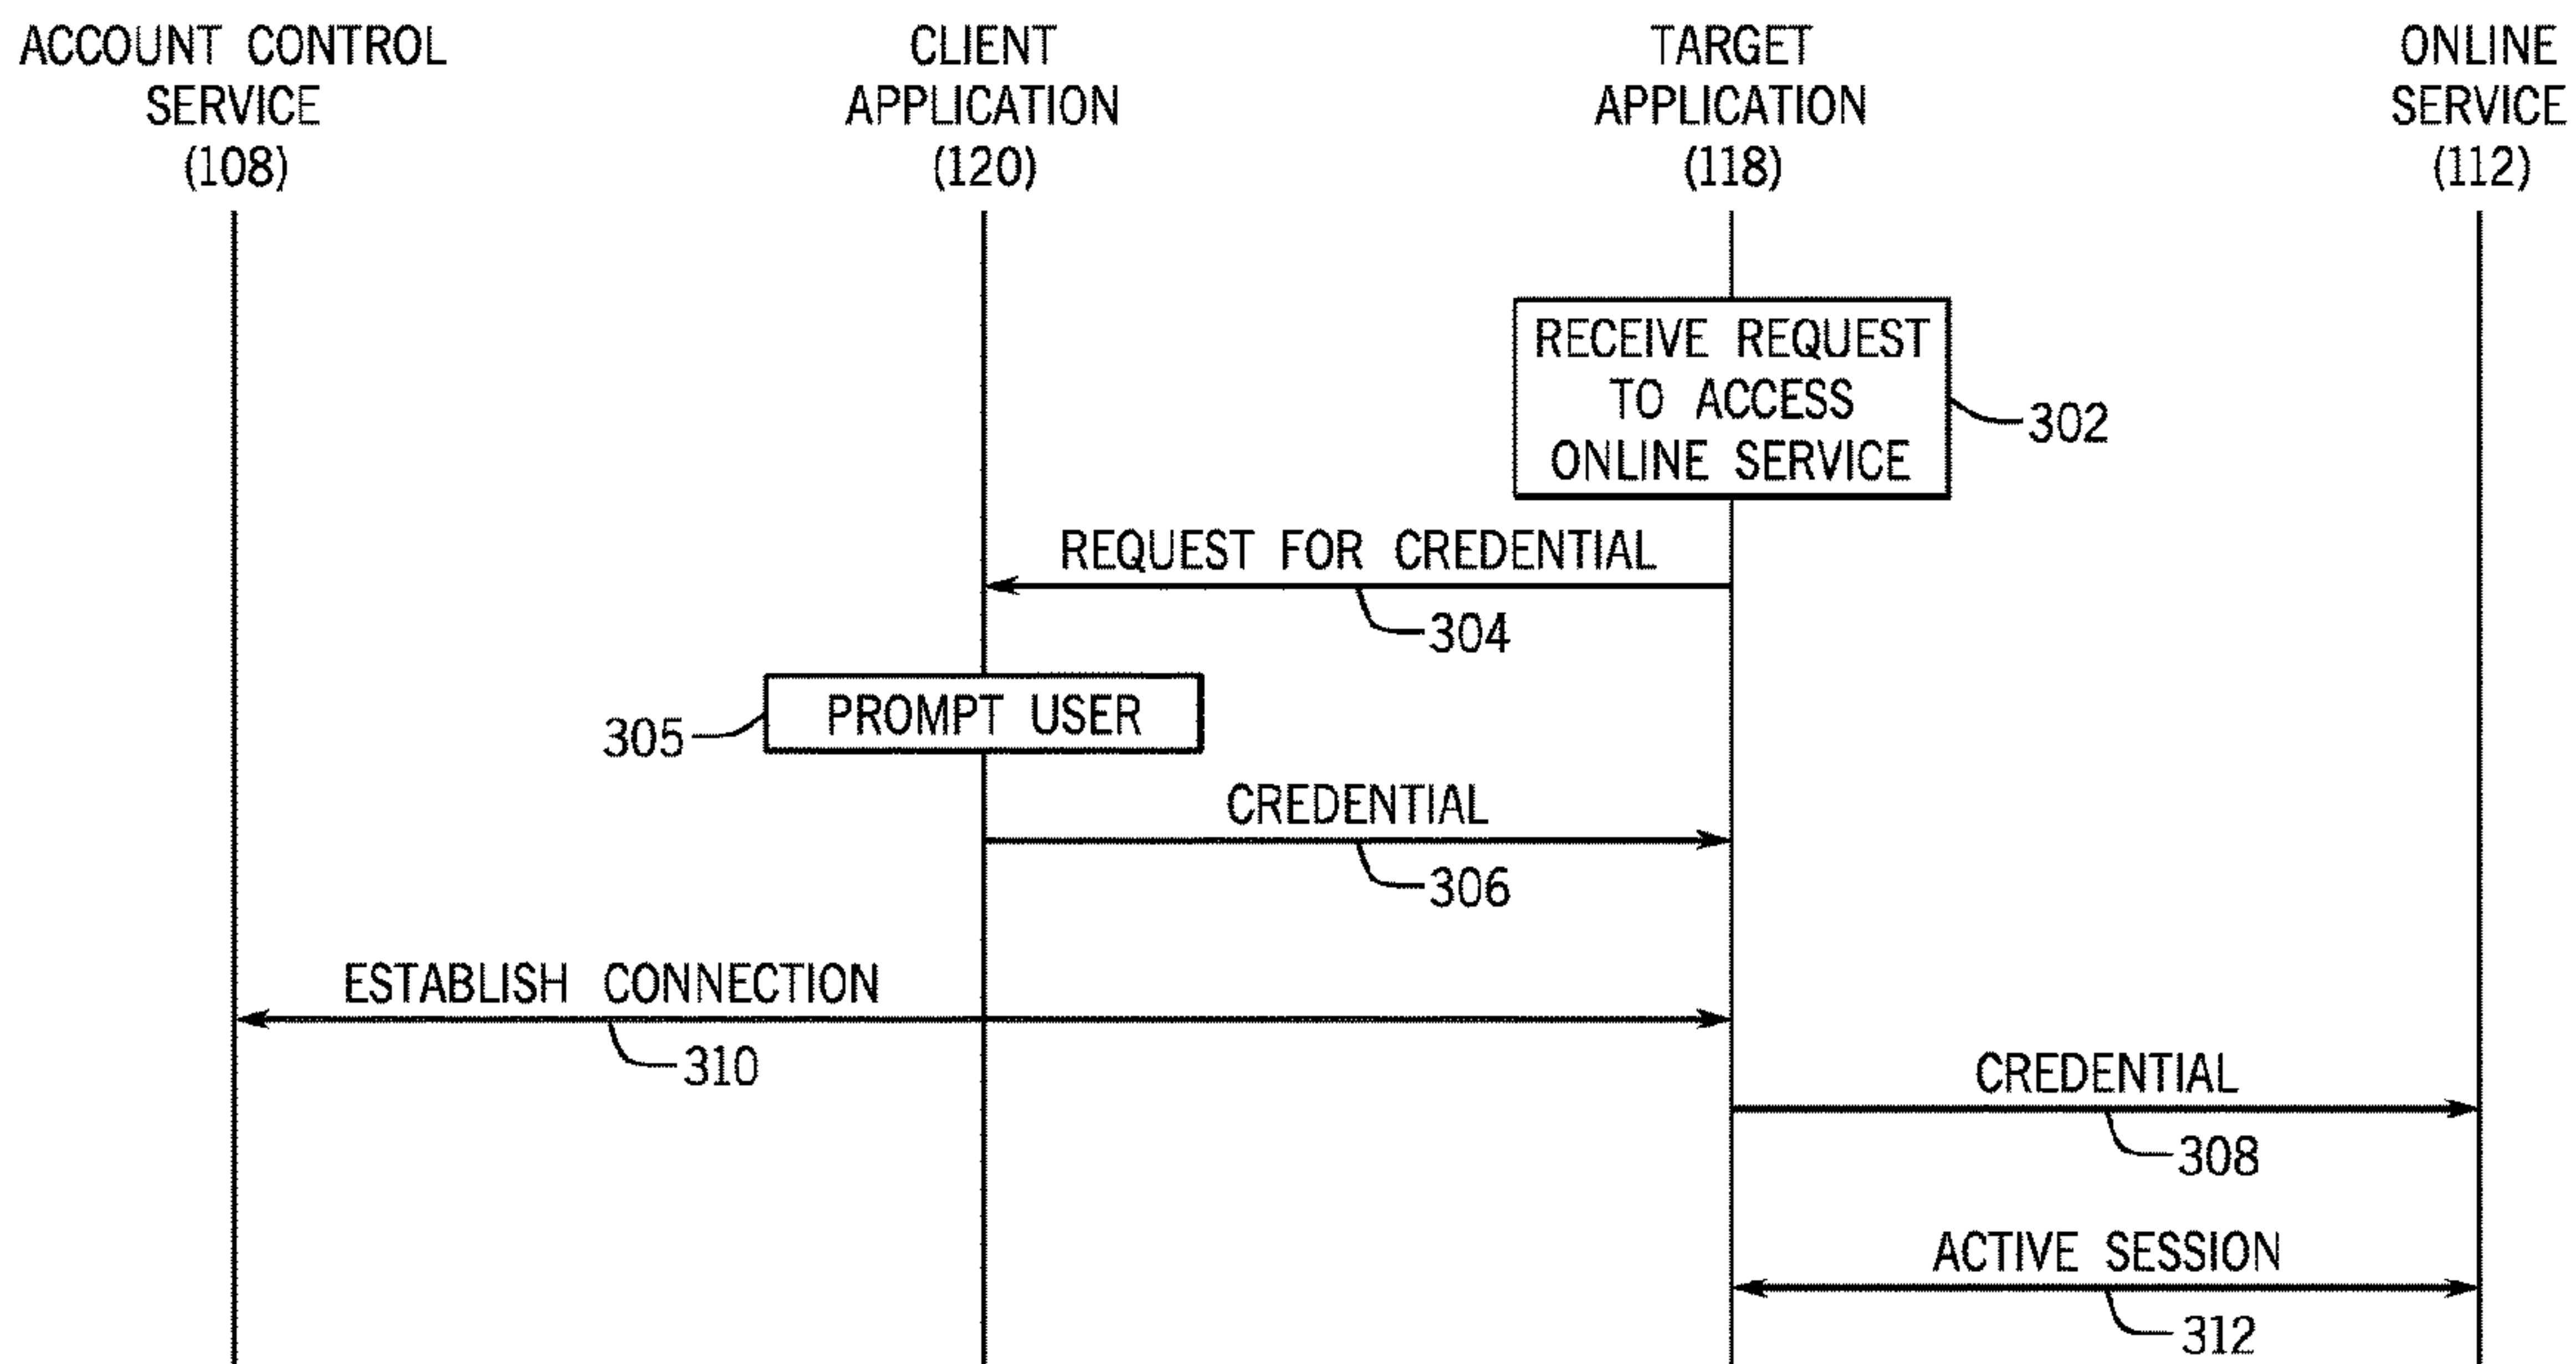 ACCOUNT CONTROL
SERVICE
(108)
CLIENT
APPLICATION
(120)
TARGET
APPLICATION
(118)
ONLINE
SERVICE
(112)
RECEIVE REQUEST
TO ACCESS
ONLINE SERVICE
302
REQUEST FOR CREDENTIAL
304
PROMPT USER
305
CREDENTIAL
306
ESTABLISH CONNECTION
310
CREDENTIAL
308
ACTIVE SESSION
312